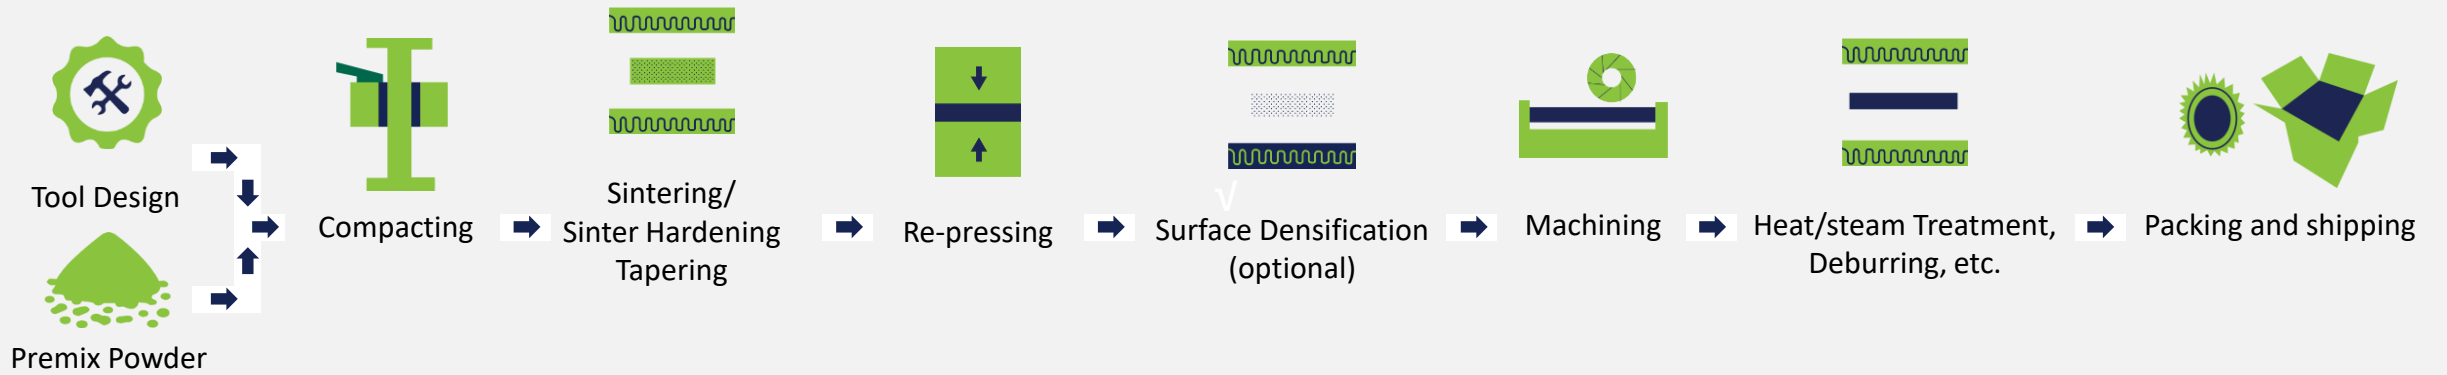 Tool Design
Premix Powder
Compacting
Sintering/
Sinter Hardening
Tapering
Re-pressing
√
Surface Densification
(optional)
Machining
Heat/steam Treatment,
Deburring, etc.
Packing and shipping